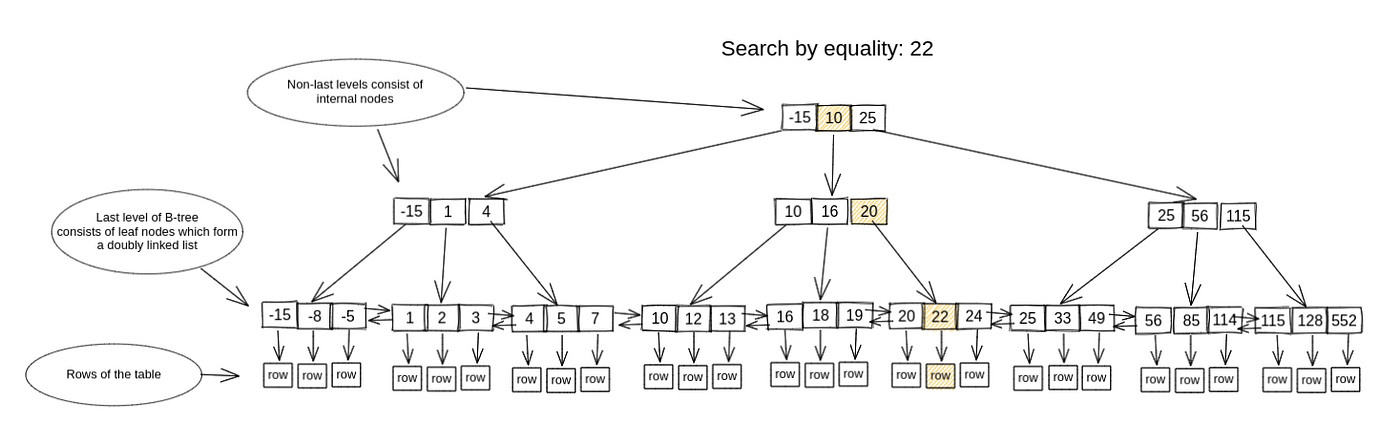 Search by equality: 22
Non-last levels consist of
internal nodes
-15 10 25
-15 1 4
10 16 20
25 56 115
Last level of B-tree
consists of leaf nodes which form
a doubly linked list
-15 -8 -5
1 2 3
4 5 7
10 12 13
16 18 19
20 22 24
25 33 49
56 85 114
115 128 552
Rows of the table
row row row
row row row
row row row
row row row
row row row
row row row
row row row
row row row
row row row